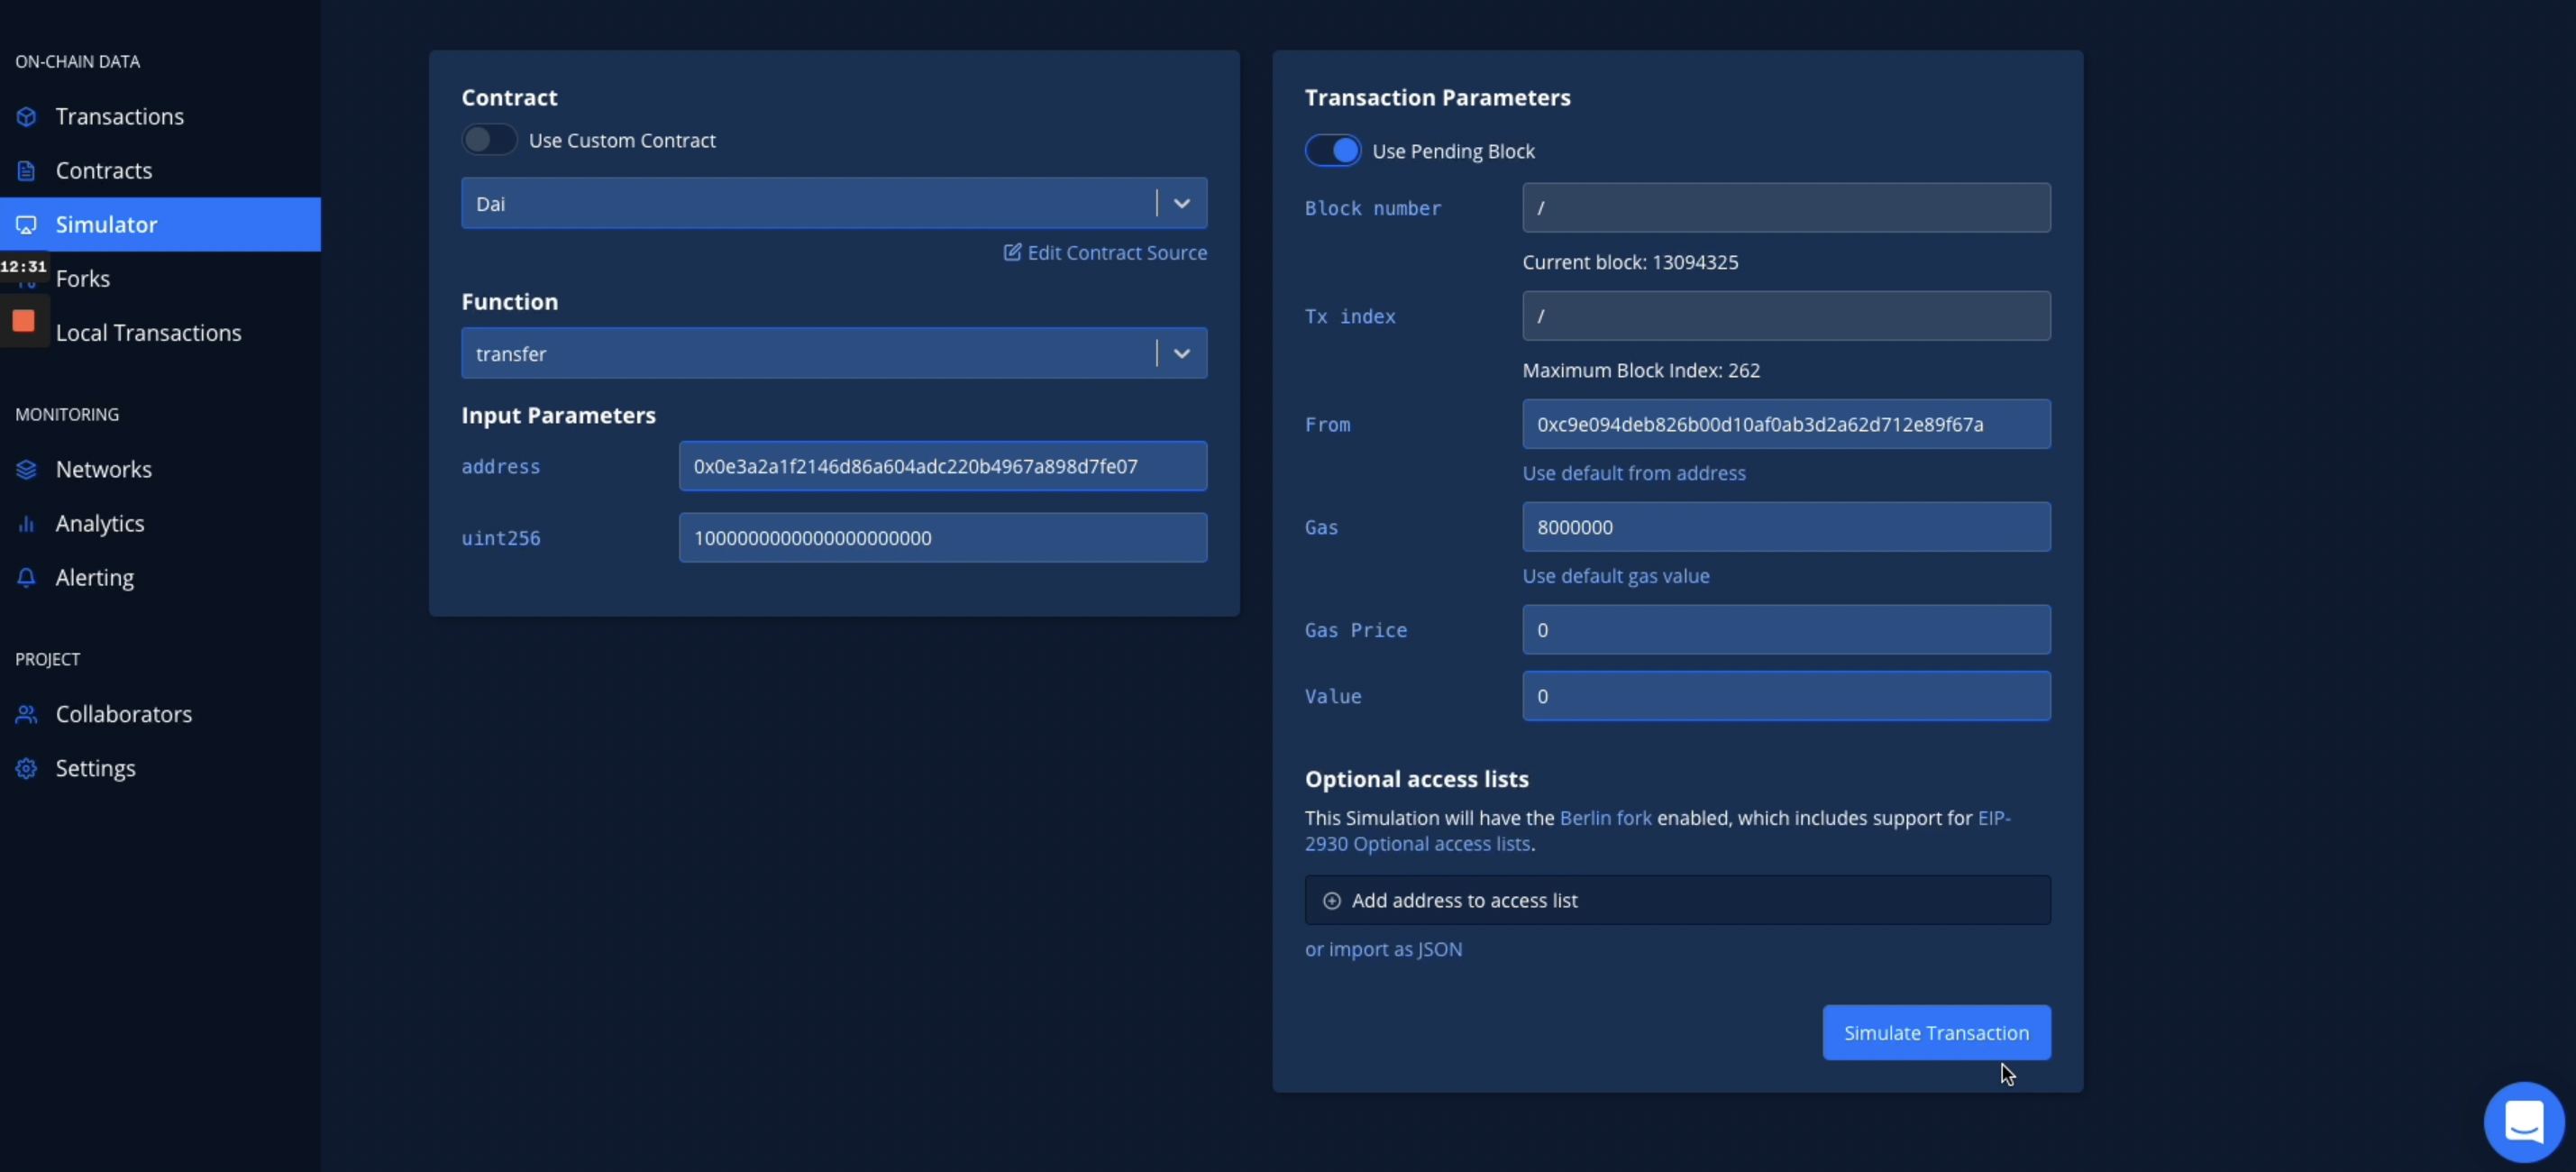 ON-CHAIN DATA
Transactions
Contracts
Simulator
12:31
Forks
Local Transactions
MONITORING
Networks
Analytics
Alerting
PROJECT
Collaborators
Settings
Contract
Use Custom Contract
Dai
Edit Contract Source
Function
transfer
Input Parameters
address 0x0e3a2a1f2146d86a604adc220b4967a898d7fe07
uint256 1000000000000000000000
Transaction Parameters
Use Pending Block
Block number /
Current block: 13094325
Tx index /
Maximum Block Index: 262
From 0xc9e094deb826b00d10af0ab3d2a62d712e89f67a
Use default from address
Gas 8000000
Use default gas value
Gas Price 0
Value 0
Optional access lists
This Simulation will have the Berlin fork enabled, which includes support for EIP-
2930 Optional access lists.
Add address to access list
or import as JSON
Simulate Transaction